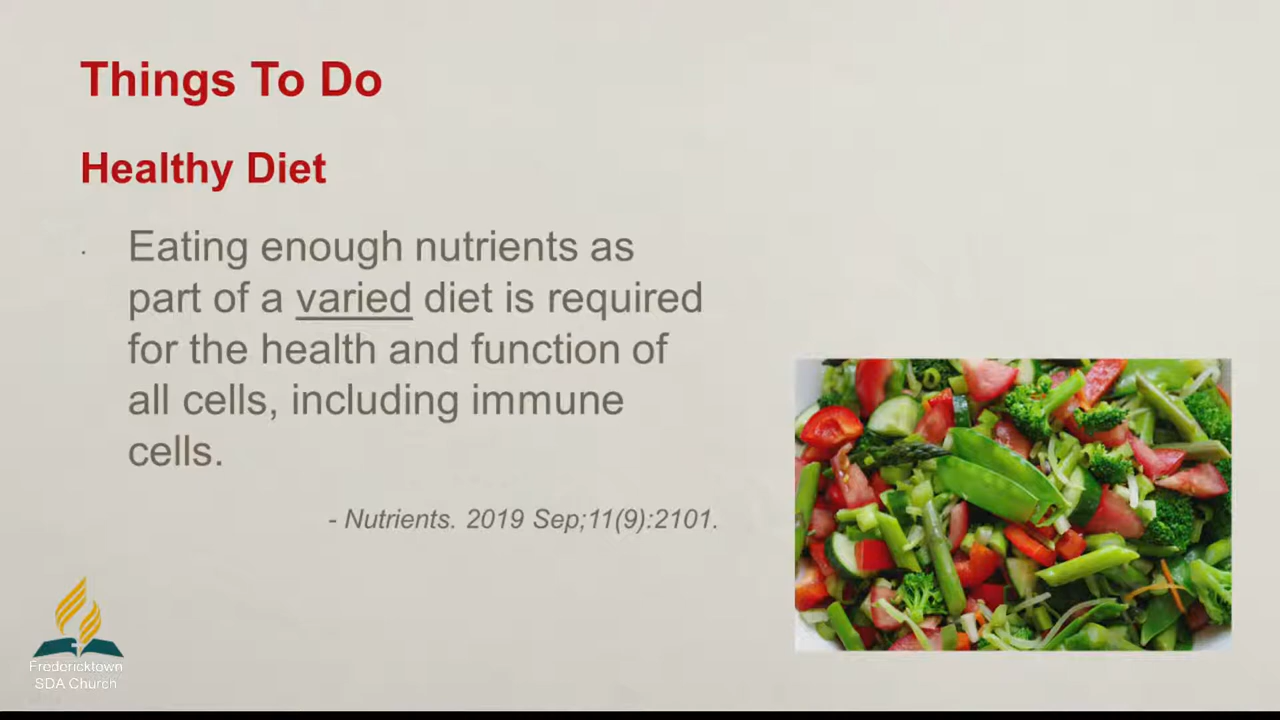 Things To Do
Healthy Diet
· Eating enough nutrients as
part of a varied diet is required
for the health and function of
all cells, including immune
cells.
- Nutrients. 2019 Sep;11(9):2101.
Fredericktown
SDA Church